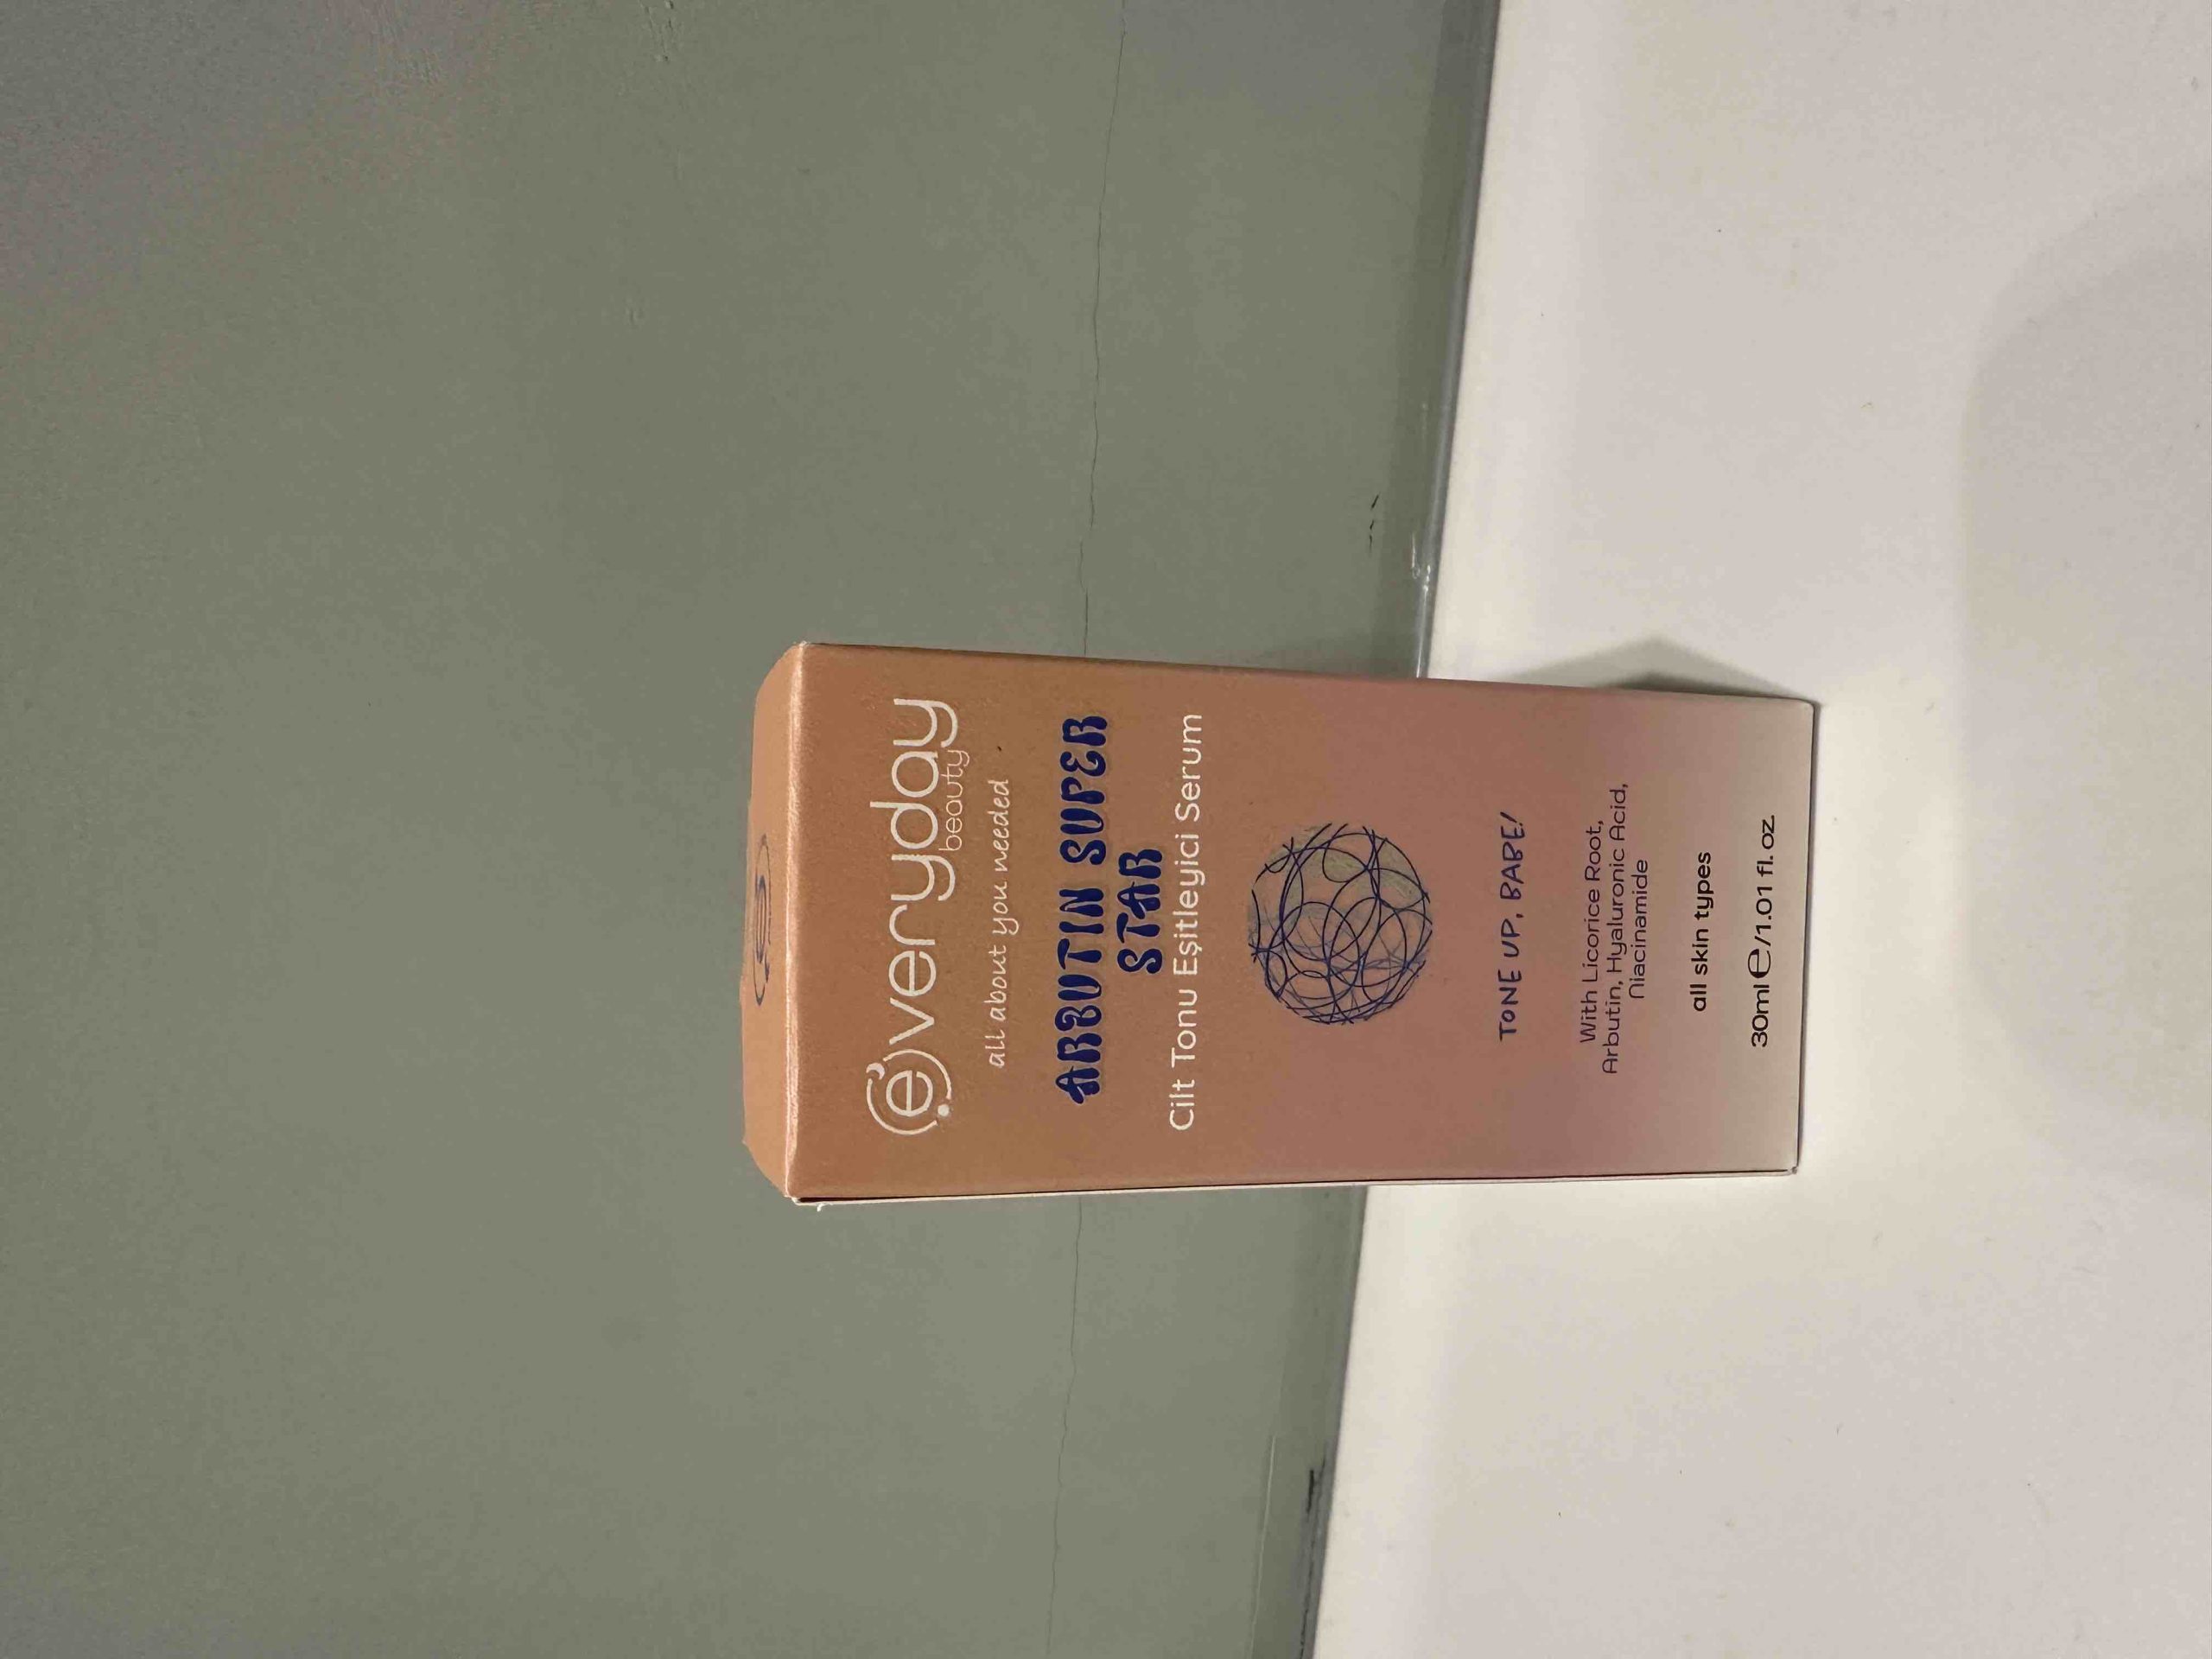 everyday
beauty
all about you needed
ARBUTIN SUPER
STAR
Cilt Tonu Eşitleyici Serum
TONE UP, BABE!
With Licorice Root,
Arbutin, Hyaluronic Acid,
Niacinamide
all skin types
30ml e/1.01 fl. oz